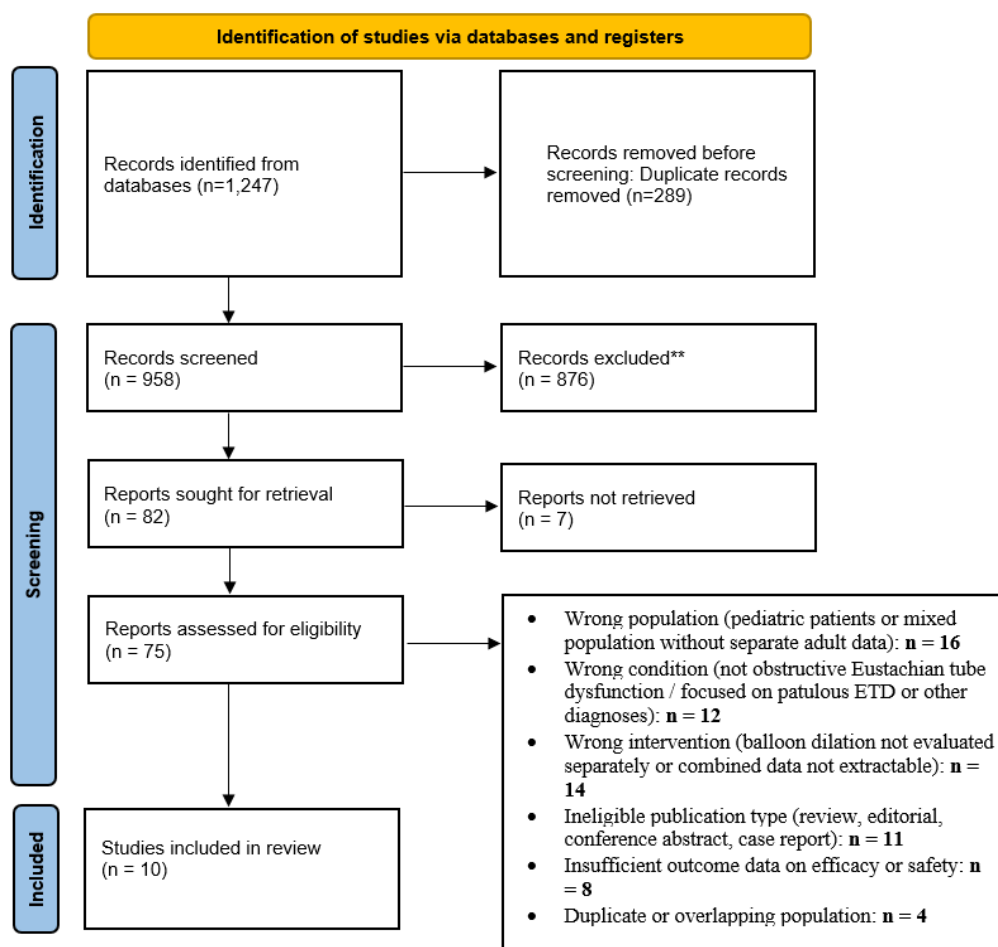 Identification of studies via databases and registers
Identification
Records identified from
databases (n=1,247)
Records removed before
screening: Duplicate records
removed (n=289)
Screening
Records screened
(n = 958)
Records excluded**
(n = 876)
Reports sought for retrieval
(n = 82)
Reports not retrieved
(n = 7)
Reports assessed for eligibility
(n = 75)
• Wrong population (pediatric patients or mixed
population without separate adult data): n = 16
• Wrong condition (not obstructive Eustachian tube
dysfunction / focused on patulous ETD or other
diagnoses): n = 12
• Wrong intervention (balloon dilation not evaluated
separately or combined data not extractable): n =
14
• Ineligible publication type (review, editorial,
conference abstract, case report): n = 11
• Insufficient outcome data on efficacy or safety: n
= 8
• Duplicate or overlapping population: n = 4
Included
Studies included in review
(n = 10)